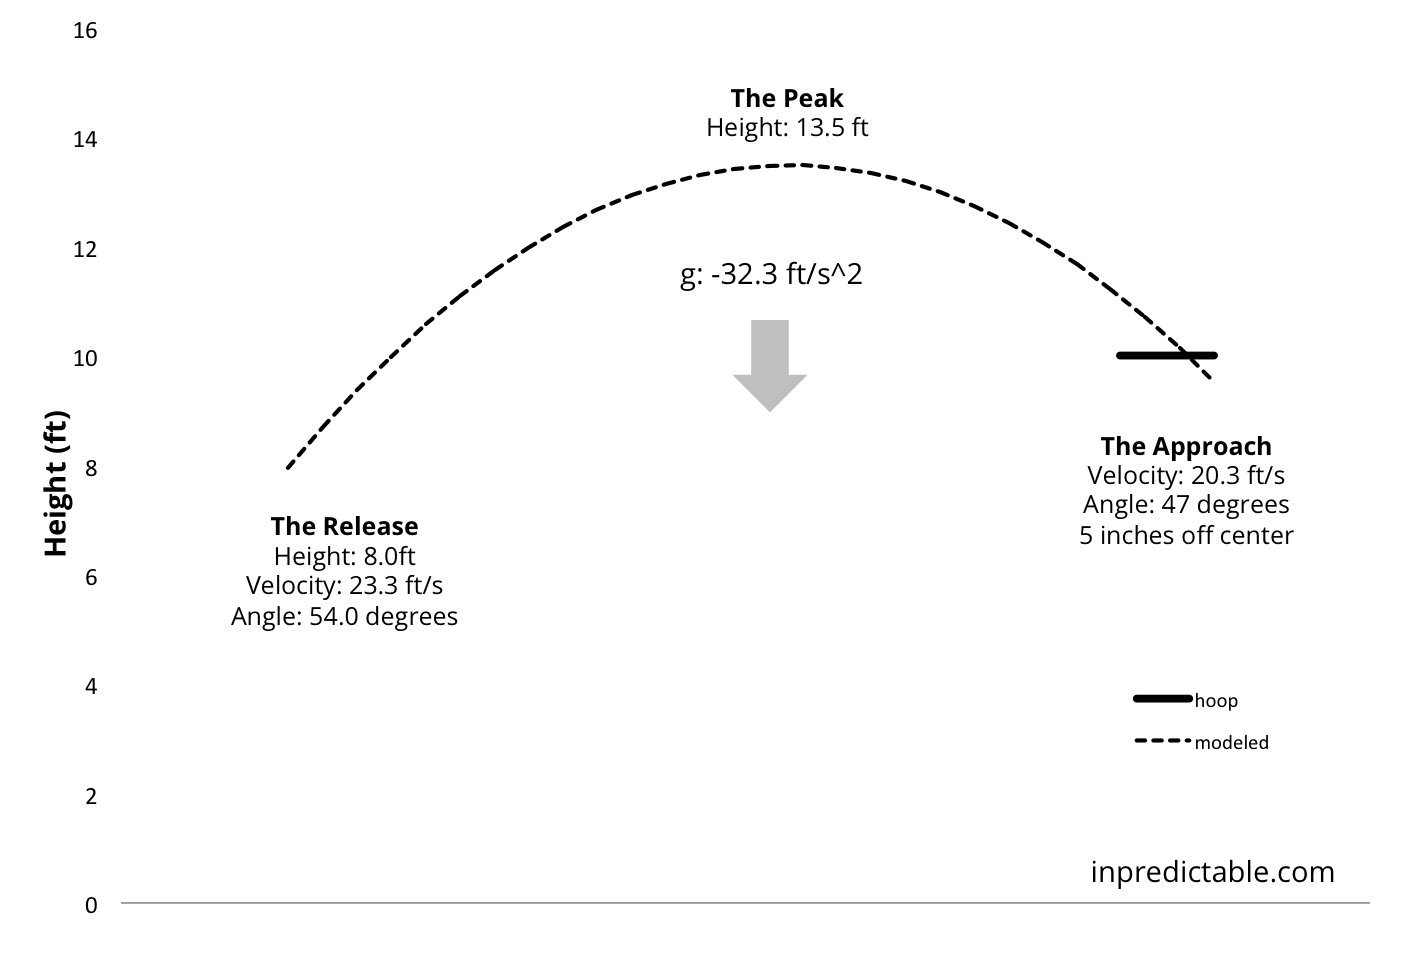 16
The Peak
Height: 13.5 ft
14
12
g: -32.3 ft/s^2
10
Height (ft)
The Approach
Velocity: 20.3 ft/s
Angle: 47 degrees
5 inches off center
8
The Release
Height: 8.0ft
Velocity: 23.3 ft/s
Angle: 54.0 degrees
6
4
hoop
modeled
2
inpredictable.com
0